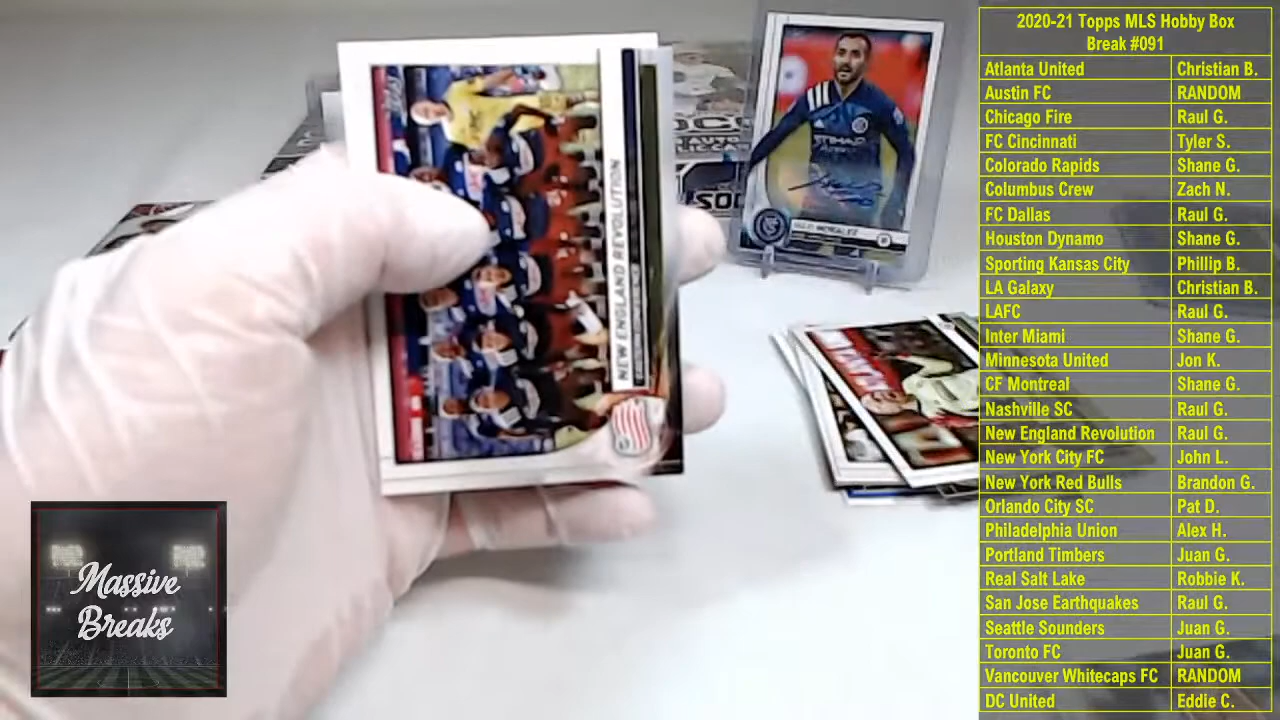 2020-21 Topps MLS Hobby Box
Break #091
Atlanta United Christian B.
Austin FC RANDOM
Chicago Fire Raul G.
FC Cincinnati Tyler S.
Colorado Rapids Shane G.
Columbus Crew Zach N.
FC Dallas Raul G.
Houston Dynamo Shane G.
Sporting Kansas City Phillip B.
LA Galaxy Christian B.
LAFC Raul G.
Inter Miami Shane G.
Minnesota United Jon K.
CF Montreal Shane G.
Nashville SC Raul G.
New England Revolution Raul G.
New York City FC John L.
New York Red Bulls Brandon G.
Orlando City SC Pat D.
Philadelphia Union Alex H.
Portland Timbers Juan G.
Real Salt Lake Robbie K.
San Jose Earthquakes Raul G.
Seattle Sounders Juan G.
Toronto FC Juan G.
Vancouver Whitecaps FC RANDOM
DC United Eddie C.
NEW ENGLAND REVOLUTION
ETIHAD
Massive
Breaks